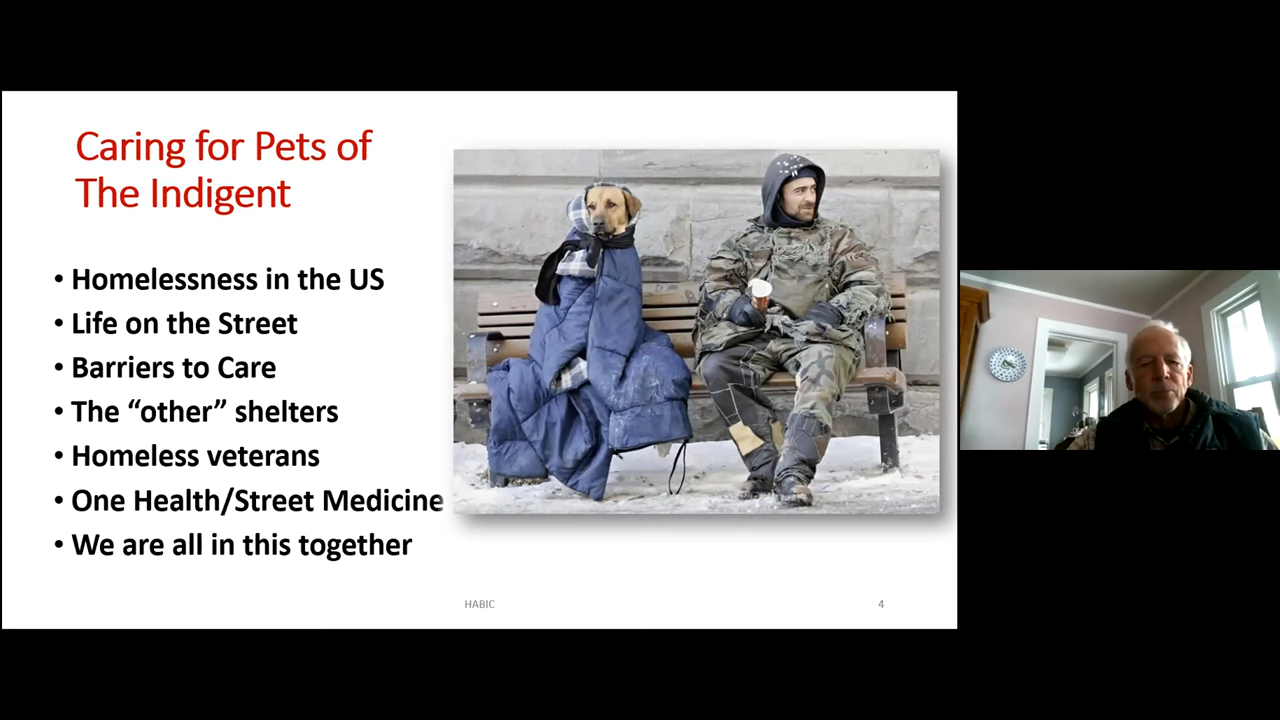 Caring for Pets of
The Indigent
• Homelessness in the US
• Life on the Street
• Barriers to Care
• The “other” shelters
• Homeless veterans
• One Health/Street Medicine
• We are all in this together
HABIC
4